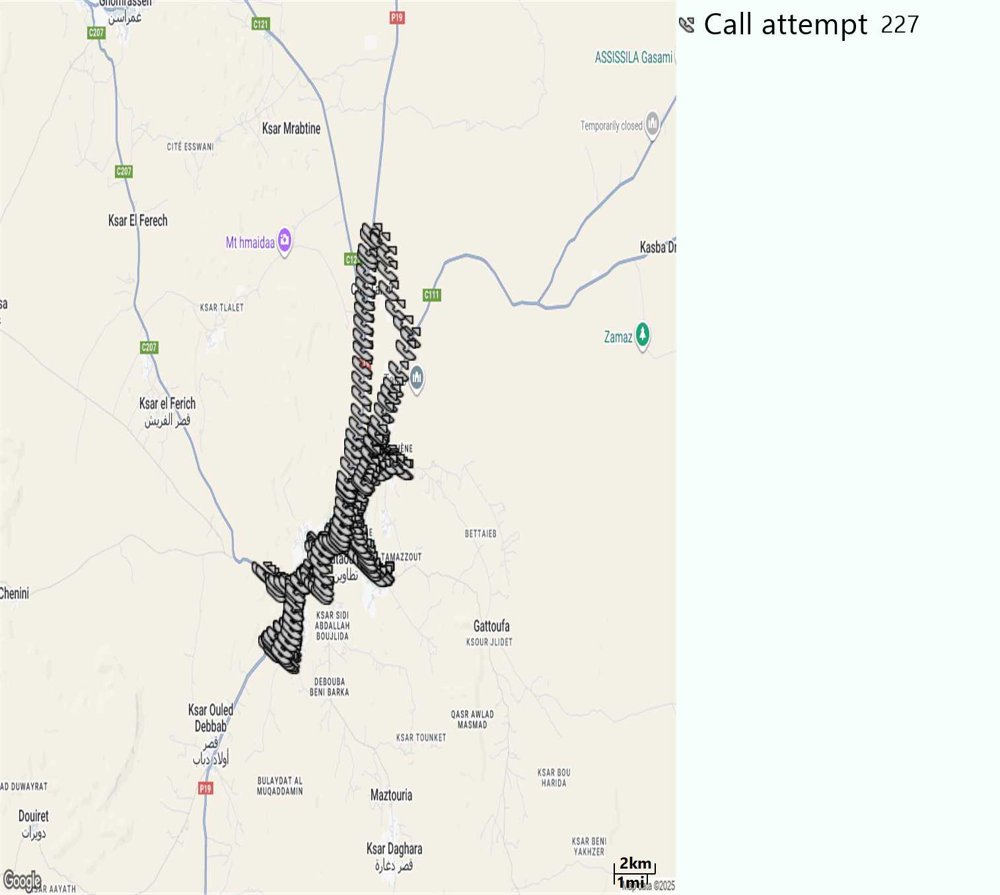 Ghomrassen
غمراسن
C207
C121
P19
Call attempt 227
ASSISSILA Gasami
Temporarily closed
Ksar Mrabtine
CITÉ ESSWANI
C207
Ksar El Ferech
Mt hmaidaa
Kasba
C111
KSAR TLALET
Zamaz
C207
Ksar el Ferich
قصر الفريش
BETTAIEB
TAMAZZOUT
تطاوين
Chenini
KSAR SIDI
ABDALLAH
BOUJLIDA
Gattoufa
KSOUR JLIDET
DEBOUBA
BENI BARKA
Ksar Ouled
Debbab
قصر
أولاد دباب
QASR AWLAD
MASMAD
KSAR TOUNKET
KSAR BOU
HARIDA
BULAYDAT AL
MUQADDAMIN
AD DUWAYRAT
P19
Maztouria
Douiret
دويرات
Ksar Daghara
قصر دغارة
KSAR BENI
YAKHZER
2km
1mi
Google
AAYATH
Map data ©2025